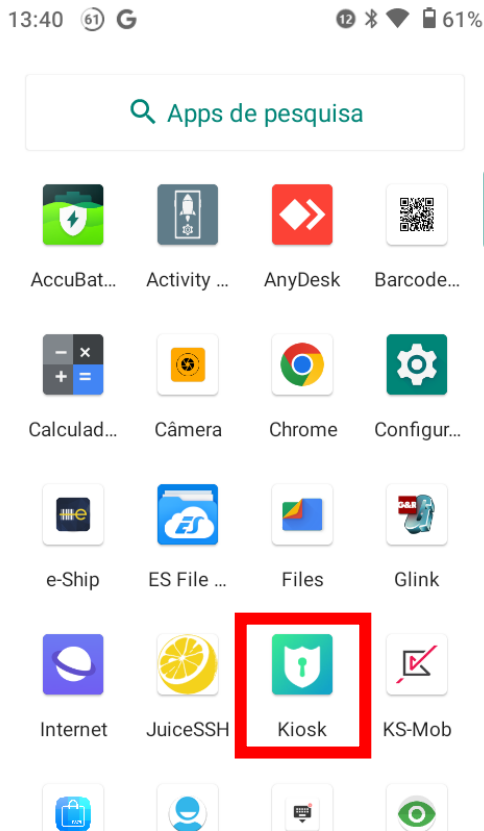 13:40 61 G 12 61%
Apps de pesquisa
AccuBat... Activity ... AnyDesk Barcode...
Calculad... Câmera Chrome Configur...
e
G&R
ES
e-Ship ES File ... Files Glink
Internet JuiceSSH Kiosk KS-Mob